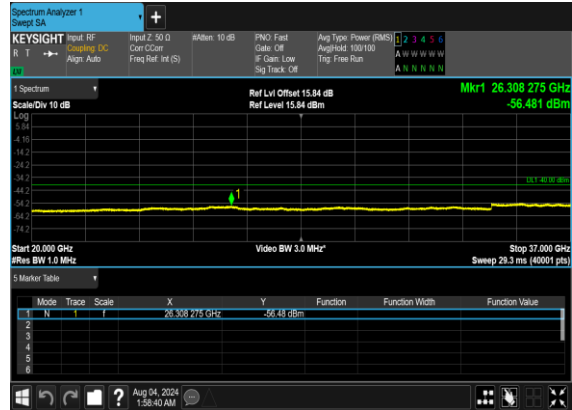 Spectrum Analyzer 1
Swept SA
+
KEYSIGHT
R T
LW
Input: RF
Coupling: DC
Align: Auto
Input Z: 50 Ω
Corr CCorr
Freq Ref: Int (S)
#Atten: 10 dB
PNO: Fast
Gate: Off
IF Gain: Low
Sig Track: Off
Avg Type: Power (RMS)
Avg|Hold: 100/100
Trig: Free Run
1 2 3 4 5 6
A W W W W W
A N N N N N
1 Spectrum
Scale/Div 10 dB
Ref Lvl Offset 15.84 dB
Ref Level 15.84 dBm
Mkr1 26.308 275 GHz
-56.481 dBm
Log
5.84
-4.16
-14.2
-24.2
-34.2
-44.2
-54.2
-64.2
-74.2
DL1 -40.00 dBm
1
Start 20.000 GHz
#Res BW 1.0 MHz
Video BW 3.0 MHz*
Stop 37.000 GHz
Sweep 29.3 ms (40001 pts)
5 Marker Table
Mode Trace Scale X Y Function Function Width Function Value
1 N 1 f 26.308 275 GHz -56.48 dBm
2
3
4
5
6
?
Aug 04, 2024
1:58:40 AM